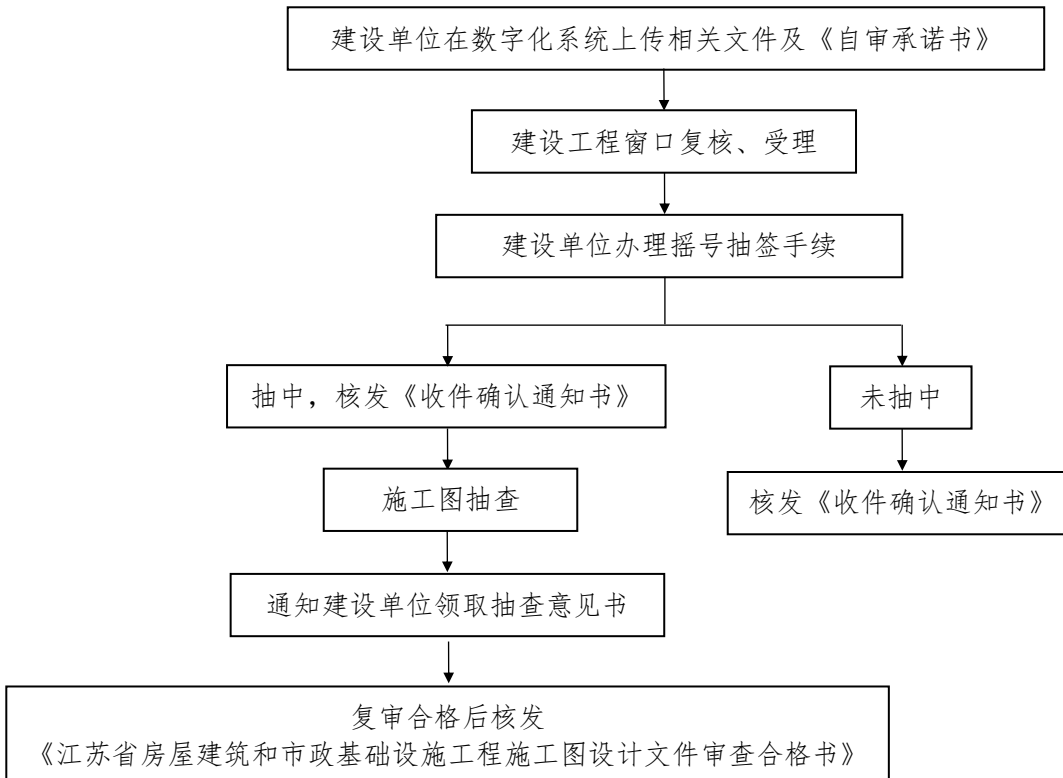 建设单位在数字化系统上传相关文件及《自审承诺书》
建设工程窗口复核、受理
建设单位办理摇号抽签手续
抽中，核发《收件确认通知书》
未抽中
施工图抽查
核发《收件确认通知书》
通知建设单位领取抽查意见书
复审合格后核发
《江苏省房屋建筑和市政基础设施工程施工图设计文件审查合格书》